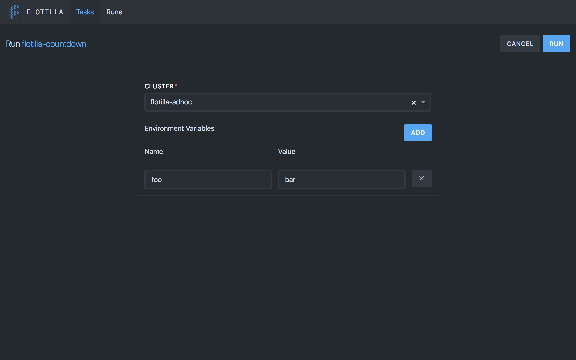 FLOTILLA Tasks Runs
Run flotilla-countdown CANCEL RUN
CLUSTER*
flotilla-adhoc
Environment Variables ADD
Name Value
foo bar